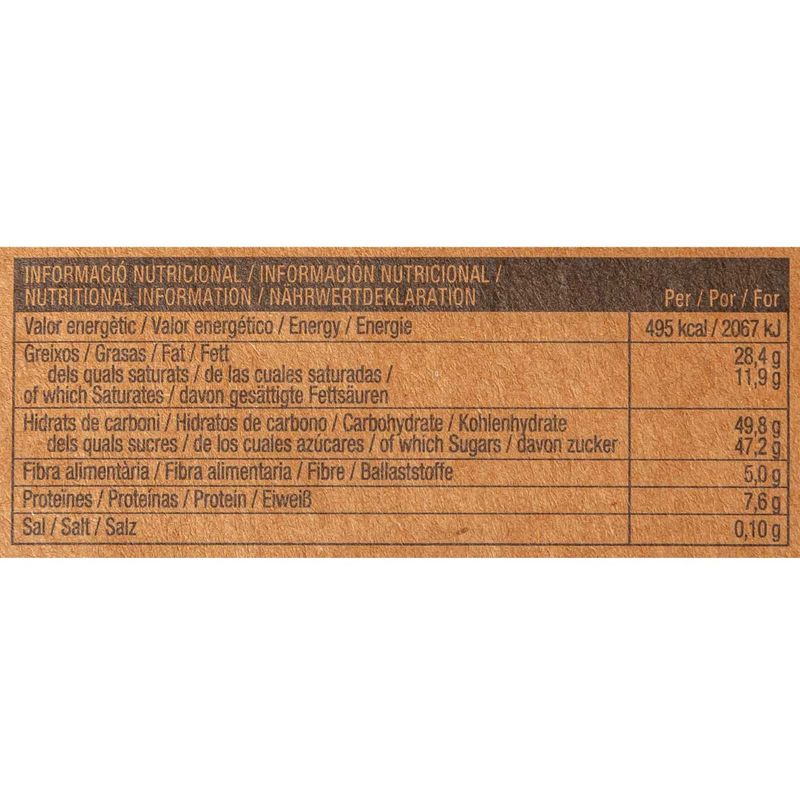 INFORMACIÓ NUTRICIONAL / INFORMACIÓN NUTRICIONAL /
NUTRITIONAL INFORMATION / NÄHRWERTDEKLARATION Per / Por / For
Valor energètic / Valor energético / Energy / Energie 495 kcal / 2067 kJ
Greixos / Grasas / Fat / Fett 28,4 g
dels quals saturats / de las cuales saturadas / 11,9 g
of which Saturates / davon gesättigte Fettsäuren
Hidrats de carboni / Hidratos de carbono / Carbohydrate / Kohlenhydrate 49,8 g
dels quals sucres / de los cuales azúcares / of which Sugars / davon zucker 47,2 g
Fibra alimentària / Fibra alimentaria / Fibre / Ballaststoffe 5,0 g
Proteïnes / Proteínas / Protein / Eiweiß 7,6 g
Sal / Salt / Salz 0,10 g